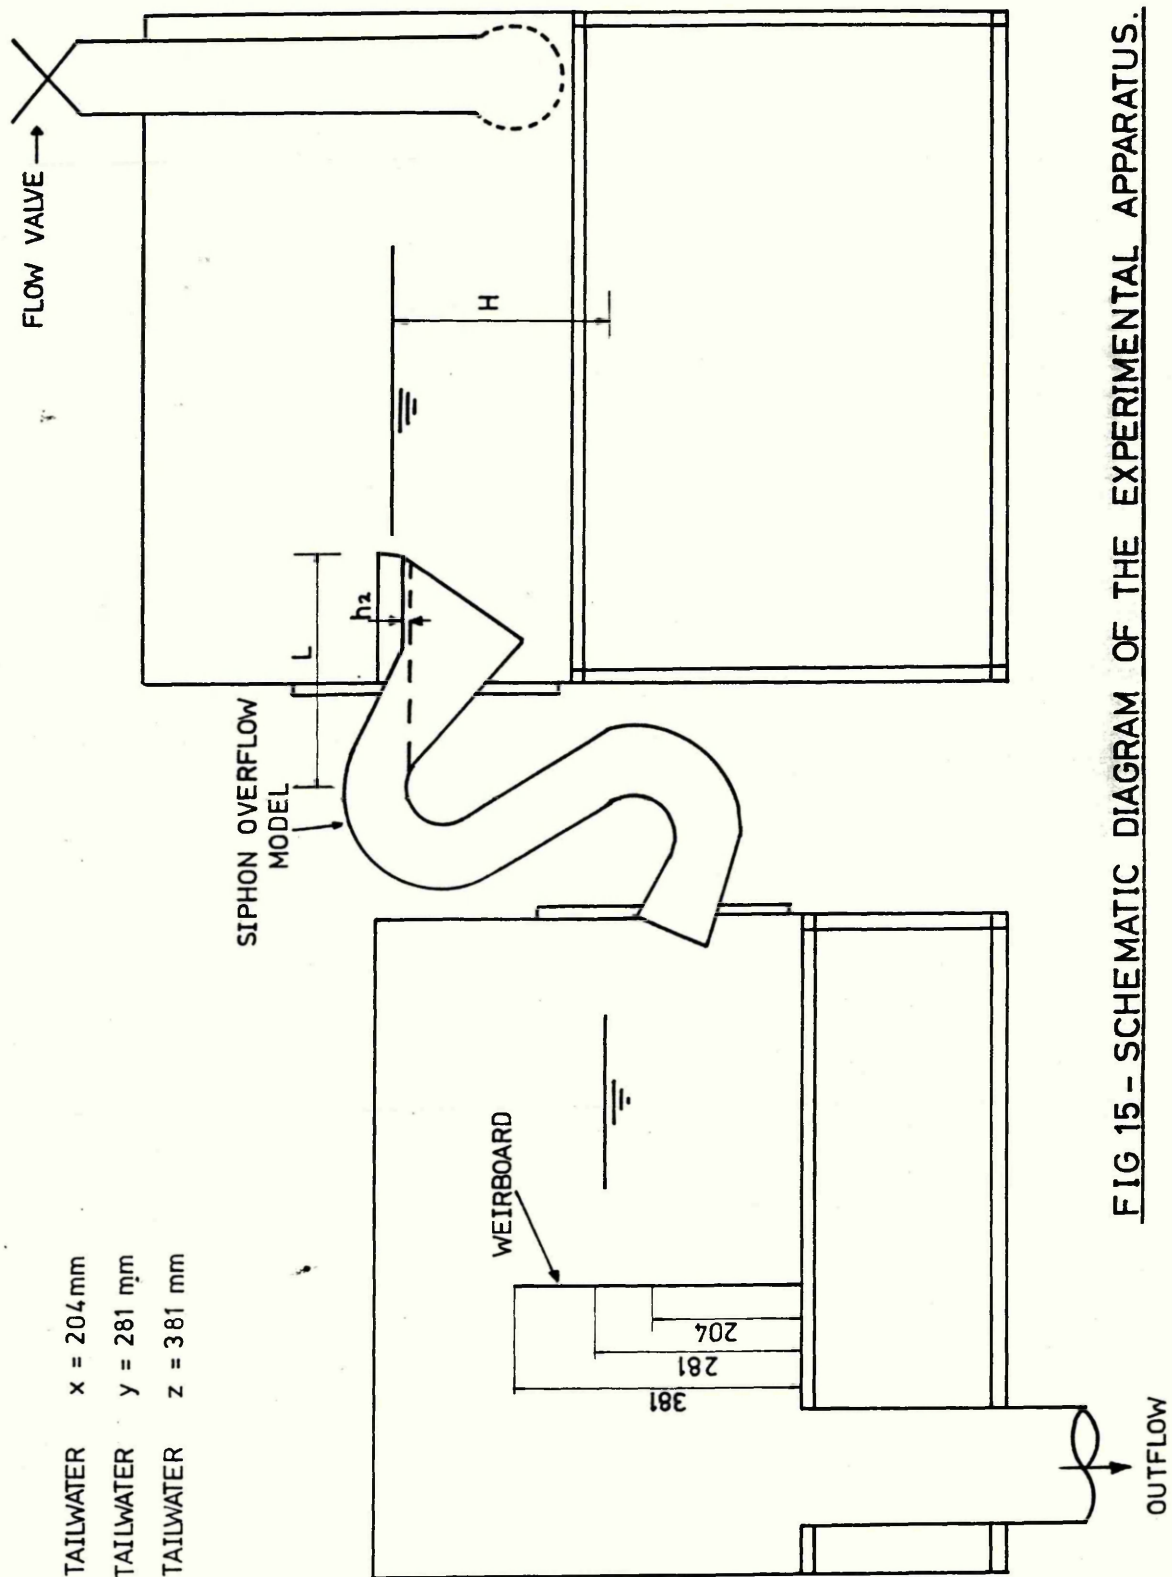 TAILWATER x = 204mm
TAILWATER y = 281 mm
TAILWATER z = 381 mm
FLOW VALVE
SIPHON OVERFLOW
MODEL
L
h2
H
WEIRBOARD
204
281
381
OUTFLOW
FIG 15 – SCHEMATIC DIAGRAM OF THE EXPERIMENTAL APPARATUS.